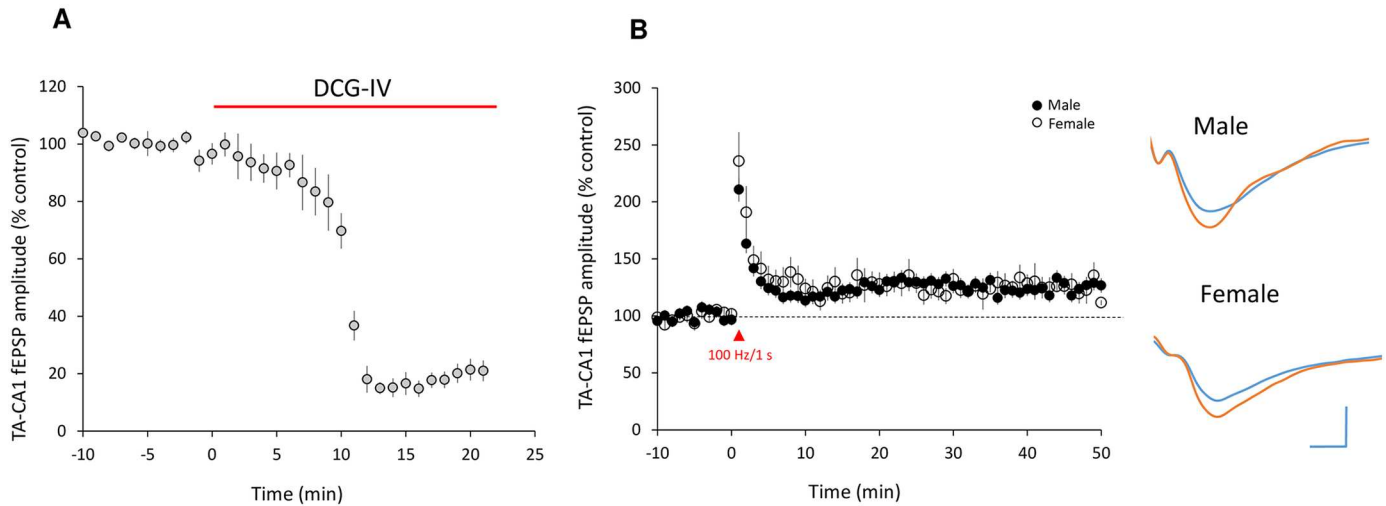 A
DCG-IV
120
100
80
60
40
20
0
-10 -5 0 5 10 15 20 25
TA-CA1 fEPSP amplitude (% control)
Time (min)
B
300
250
200
150
100
50
0
-10 0 10 20 30 40 50
TA-CA1 fEPSP amplitude (% control)
Time (min)
Male
Female
100 Hz/1 s
Male
Female